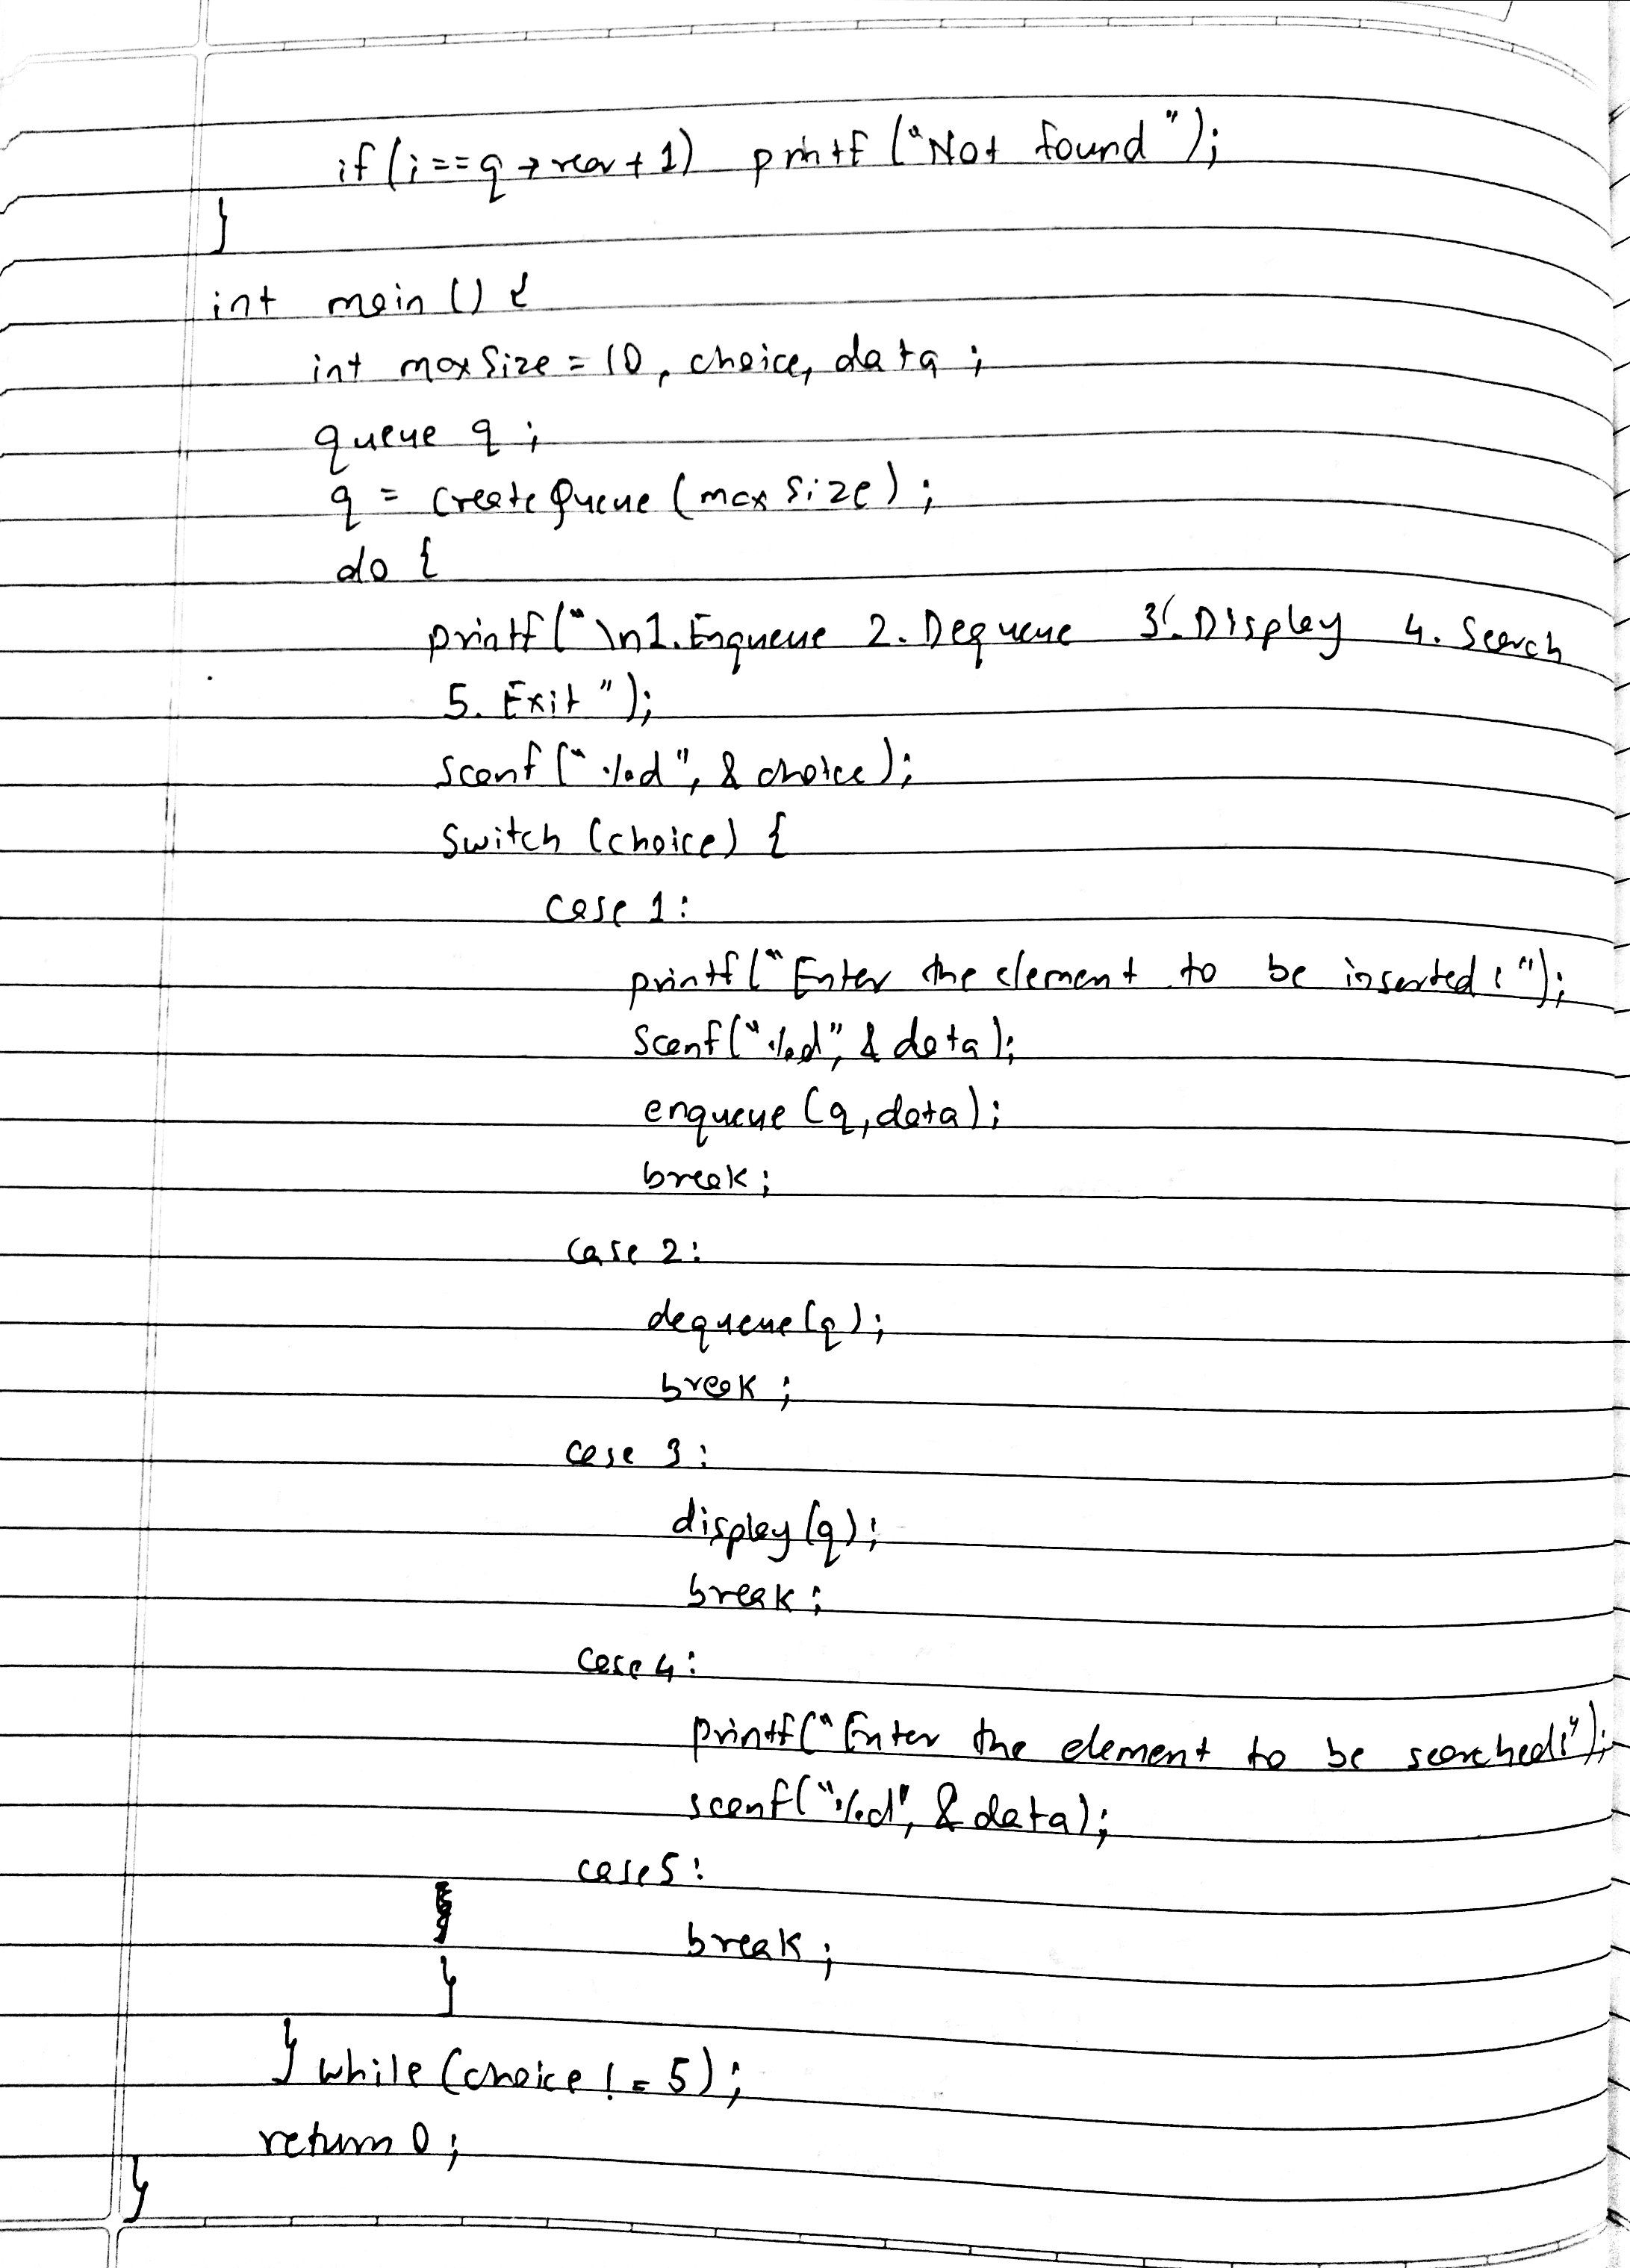 if(i==q→rear+1) printf("Not found");
}
int main(){
int maxSize=10, choice, data;
queue q;
q = createQueue(maxSize);
do {
printf("\n1.Enqueue 2.Dequeue 3.Display 4.Search
5. Exit");
scanf("%d", &choice);
switch (choice) {
case 1:
printf("Enter the element to be inserted:");
scanf("%d", &data);
enqueue(q,data);
break;
case 2:
dequeue(q);
break;
case 3:
display(q);
break;
case 4:
printf("Enter the element to be searched:");
scanf("%d", &data);
case 5:
break;
}
} while (choice != 5);
return 0;
}